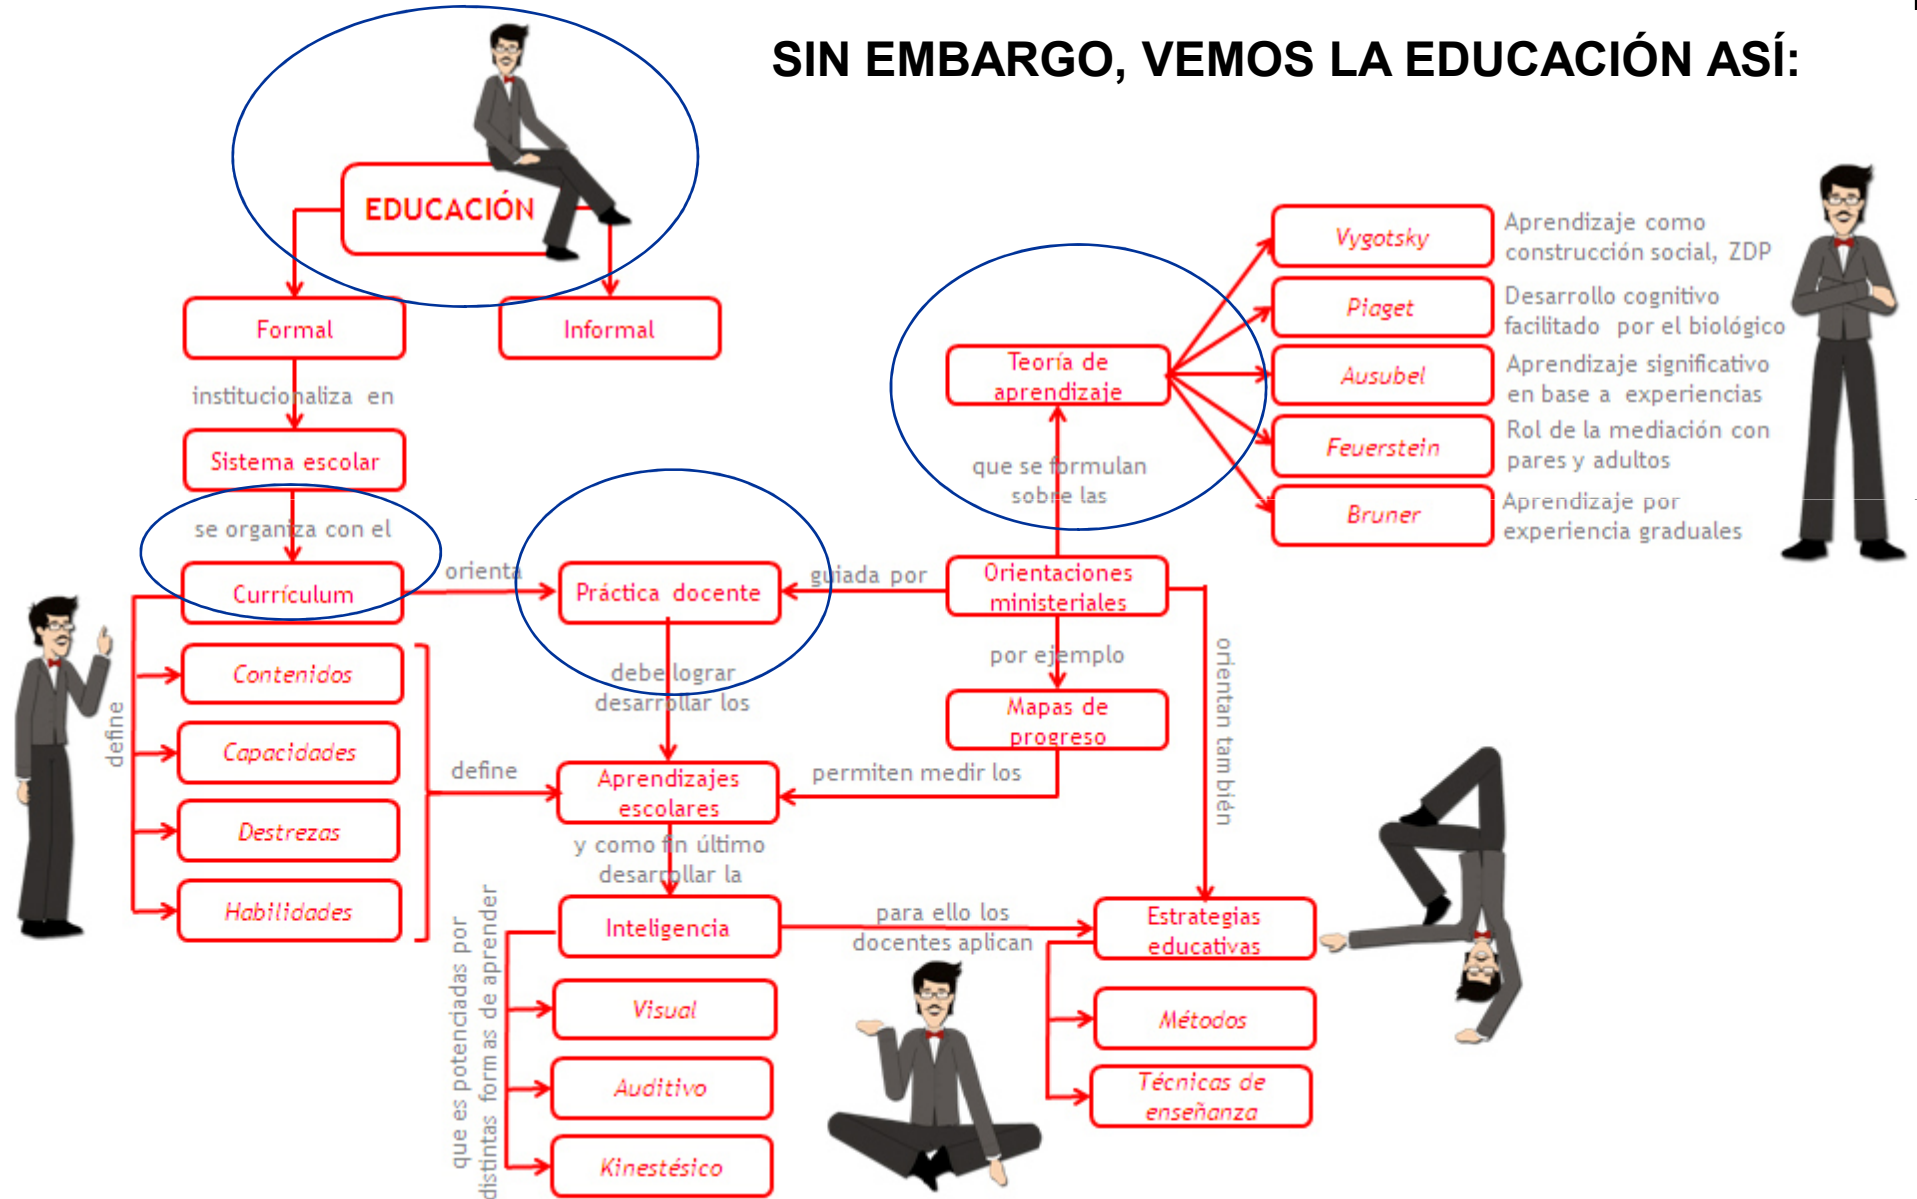 SIN EMBARGO, VEMOS LA EDUCACIÓN ASÍ:
EDUCACIÓN
Formal
Informal
institucionaliza en
Sistema escolar
se organiza con el
Currículum
define
Contenidos
Capacidades
Destrezas
Habilidades
orienta
Práctica docente
guiada por
Orientaciones
ministeriales
que se formulan
sobre las
Teoría de
aprendizaje
Vygotsky
Aprendizaje como
construcción social, ZDP
Piaget
Desarrollo cognitivo
facilitado por el biológico
Ausubel
Aprendizaje significativo
en base a experiencias
Feuerstein
Rol de la mediación con
pares y adultos
Bruner
Aprendizaje por
experiencia graduales
por ejemplo
Mapas de
progreso
permiten medir los
orientan también
debe lograr
desarrollar los
define
Aprendizajes
escolares
y como fin último
desarrollar la
Inteligencia
que es potenciadas por
distintas formas de aprender
Visual
Auditivo
Kinestésico
para ello los
docentes aplican
Estrategias
educativas
Métodos
Técnicas de
enseñanza